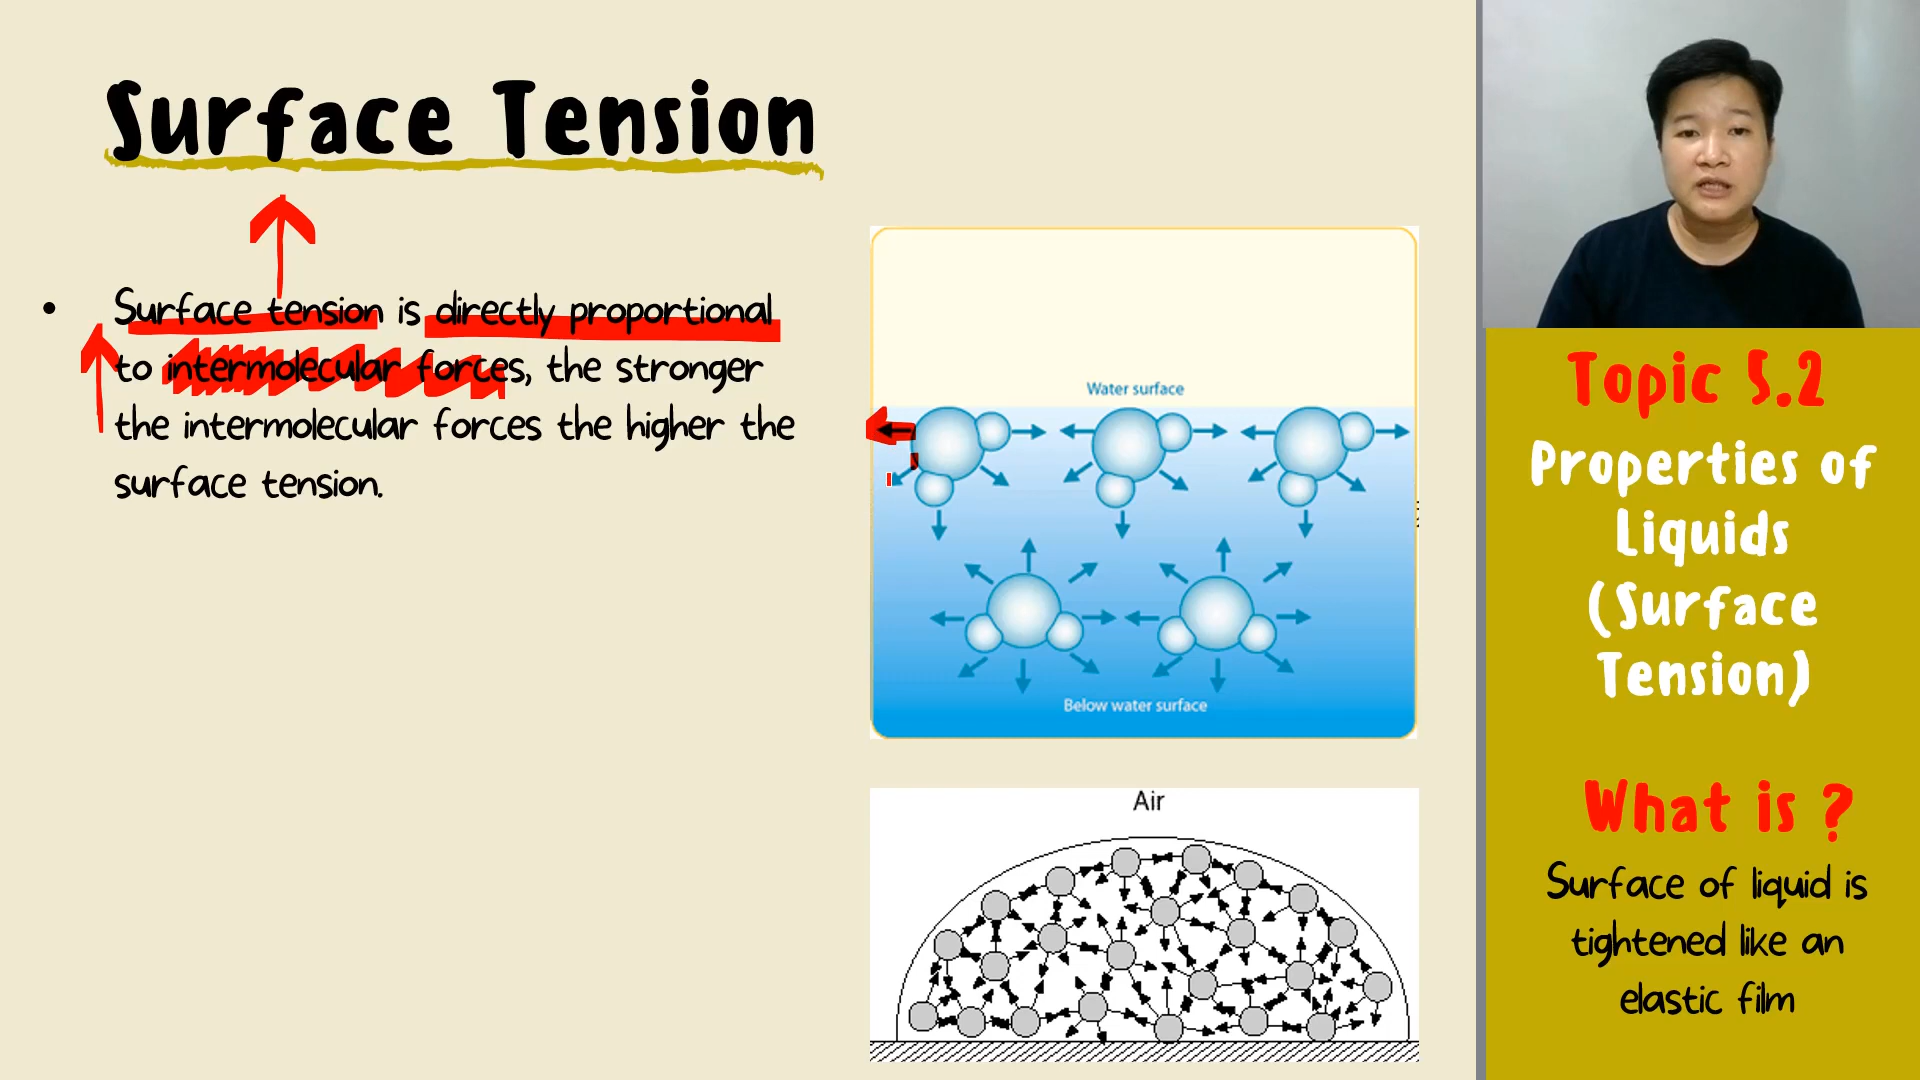 Surface Tension
• Surface tension is directly proportional
to intermolecular forces, the stronger
the intermolecular forces the higher the
surface tension.
Water surface
Below water surface
Air
Topic 5.2
Properties of
Liquids
(Surface
Tension)
What is ?
Surface of liquid is
tightened like an
elastic film